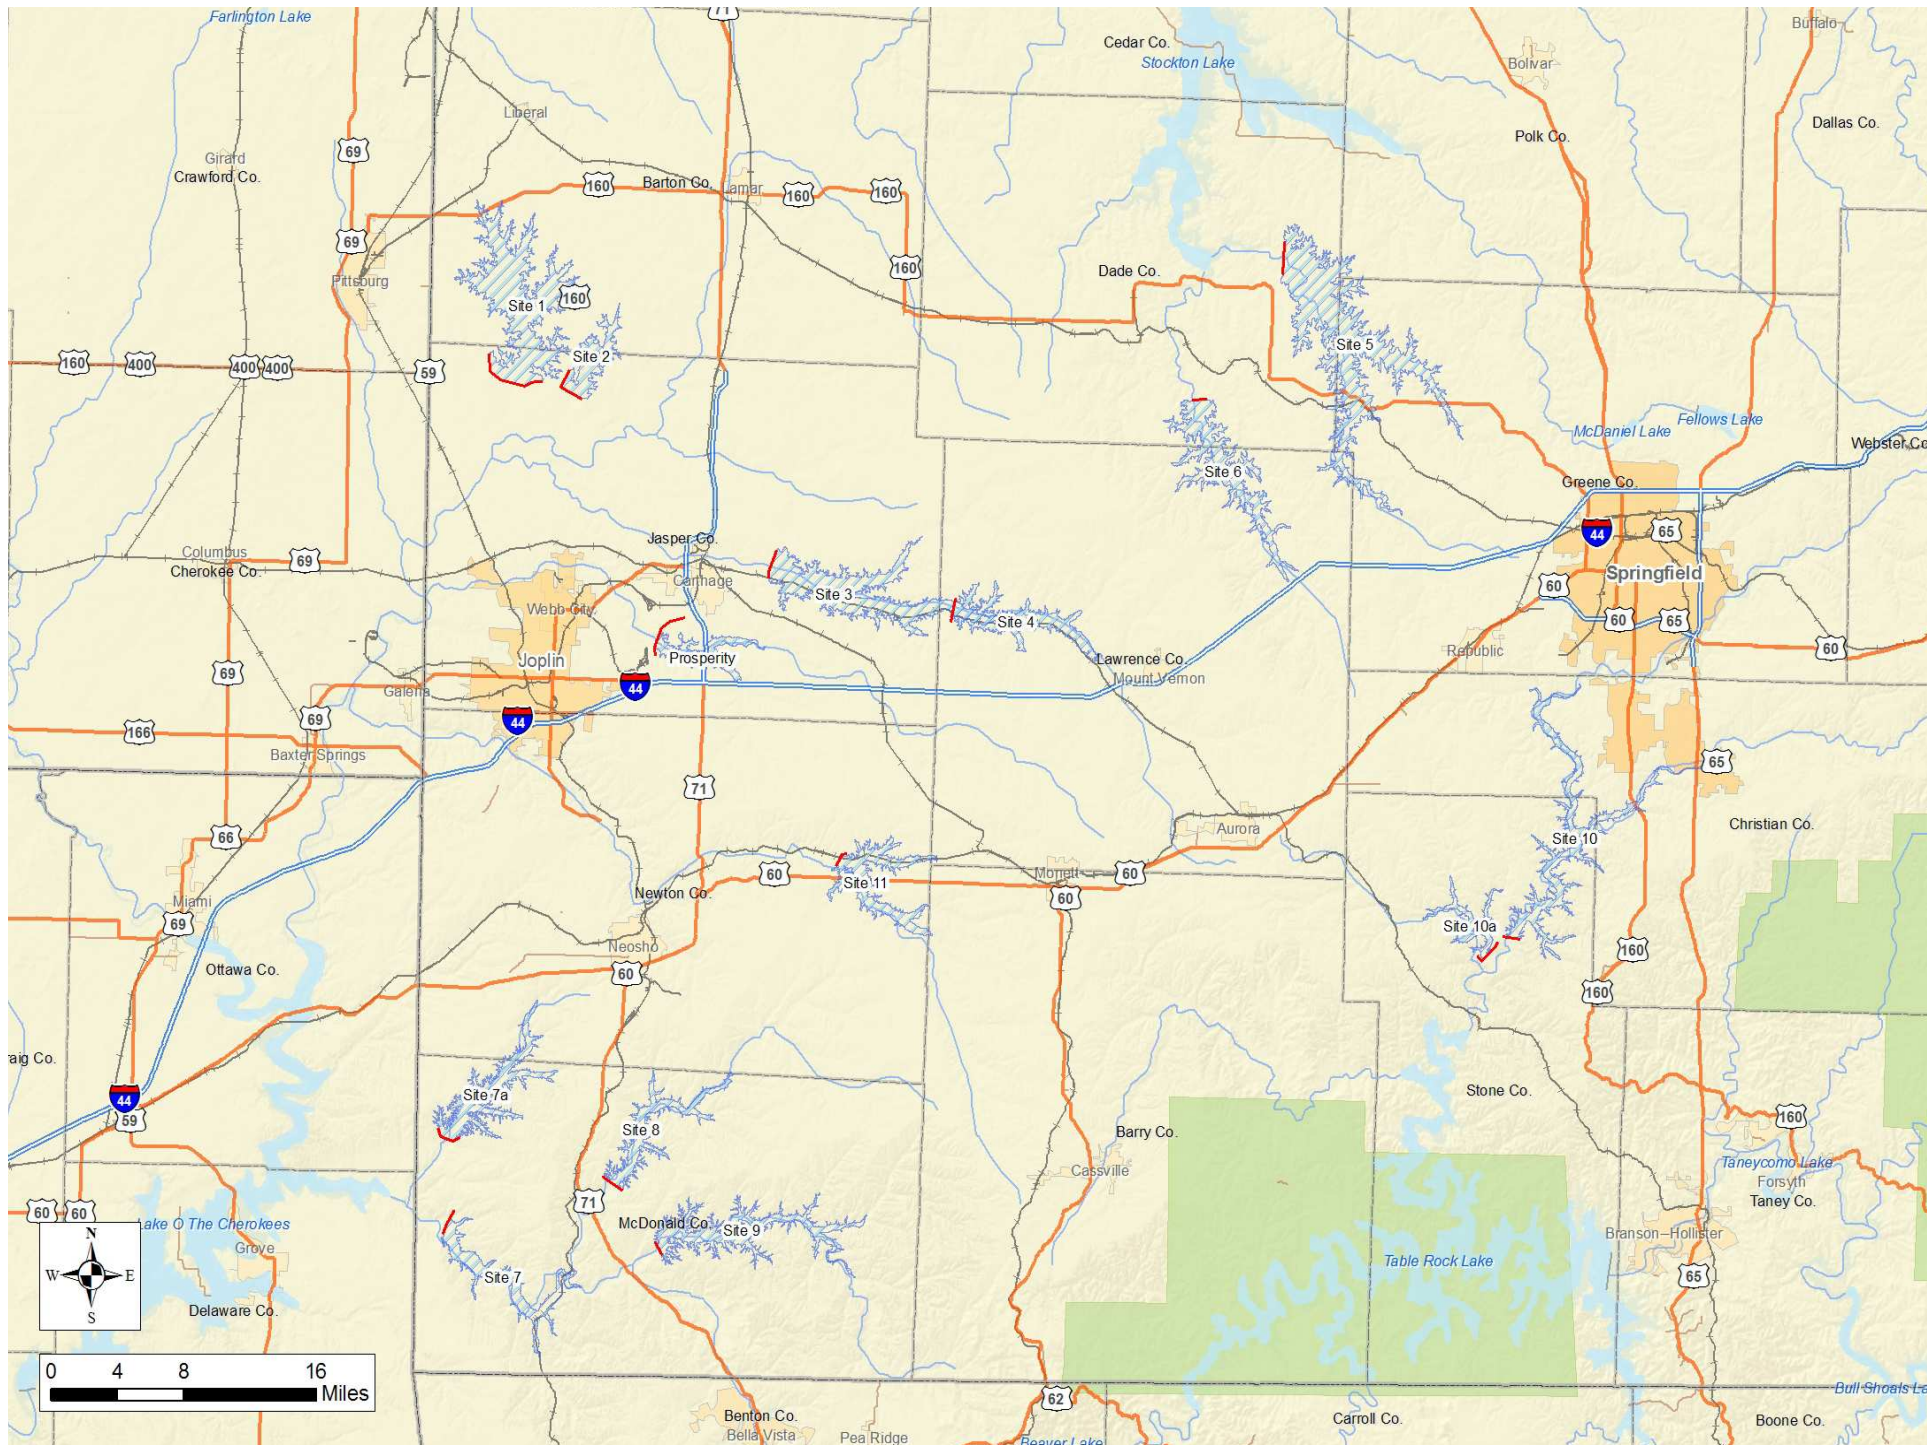 Farlington Lake
71
Buffalo
Cedar Co.
Stockton Lake
Bolivar
Liberal
Polk Co.
Dallas Co.
69
Girard
Crawford Co.
160
Barton Co.
Lamar
160
160
69
Pittsburg
160
Dade Co.
Site 1
160
Site 2
Site 5
160
400
400
400
59
McDaniel Lake
Fellows Lake
Webster Co
Site 6
Greene Co.
44
65
Springfield
Jasper Co.
Carthage
Columbus
Cherokee Co.
69
Webb City
Site 3
Site 4
60
60
65
60
Republic
Joplin
Prosperity
Lawrence Co.
Mount Vernon
69
Galena
44
44
69
166
Baxter Springs
65
71
66
Aurora
Christian Co.
Site 10
Monett
60
60
60
Site 11
Newton Co.
Miami
69
Neosho
60
Ottawa Co.
Site 10a
160
160
raig Co.
44
59
Site 7a
Site 8
Stone Co.
160
Barry Co.
Cassville
Taneycomo Lake
Forsyth
Taney Co.
60
60
71
N
W
E
S
Lake O The Cherokees
Grove
McDonald Co.
Site 9
Site 7
Branson-Hollister
Table Rock Lake
65
Delaware Co.
0 4 8 16
Miles
62
Bull Shoals La
Benton Co.
Bella Vista
Pea Ridge
Beaver Lake
Carroll Co.
Boone Co.